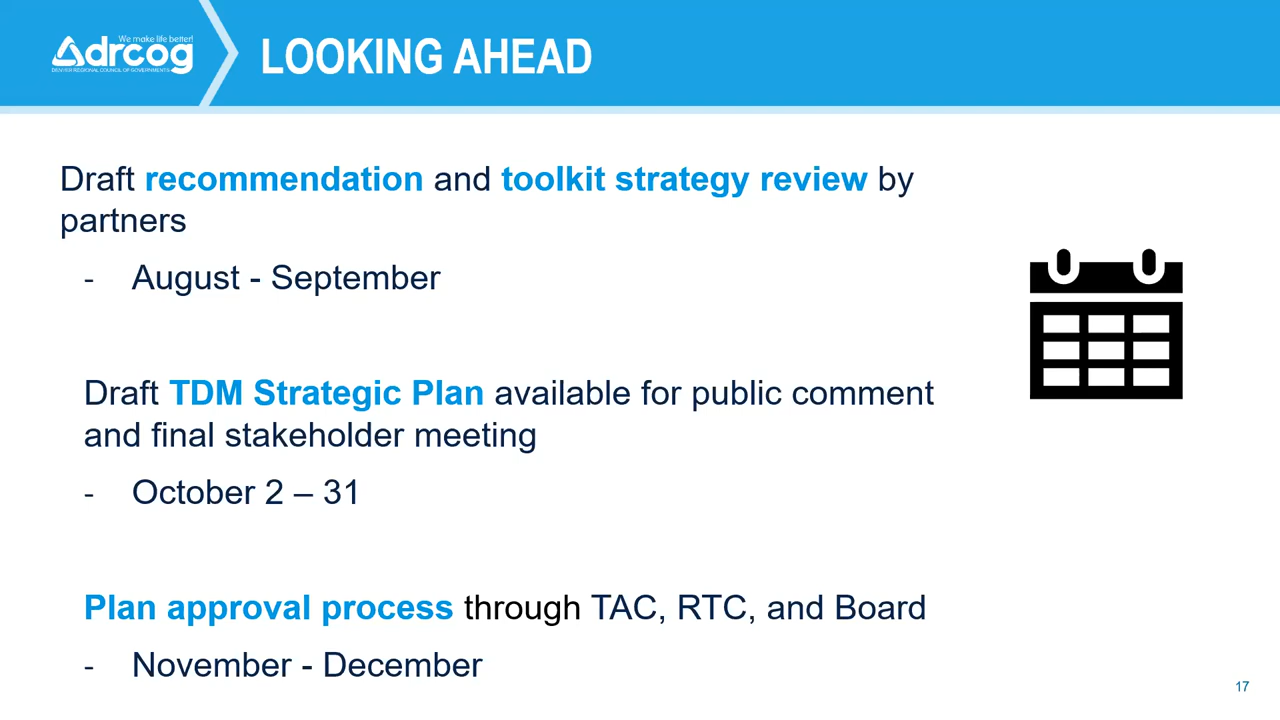 We make life better!
drcog
DENVER REGIONAL COUNCIL OF GOVERNMENTS
LOOKING AHEAD
Draft recommendation and toolkit strategy review by
partners
- August - September
Draft TDM Strategic Plan available for public comment
and final stakeholder meeting
- October 2 – 31
Plan approval process through TAC, RTC, and Board
- November - December
17